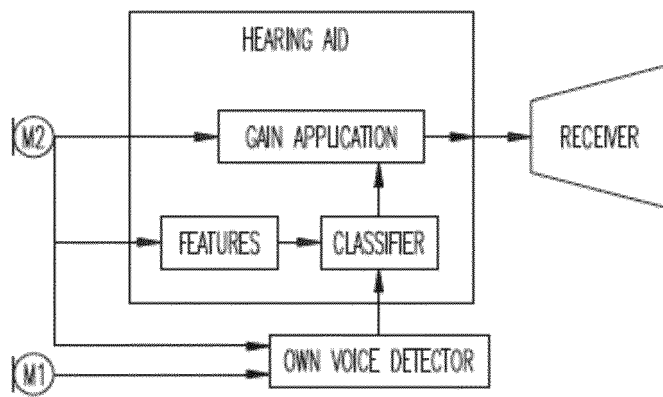 HEARING AID
M2
GAIN APPLICATION
RECEIVER
FEATURES
CLASSIFIER
OWN VOICE DETECTOR
M1